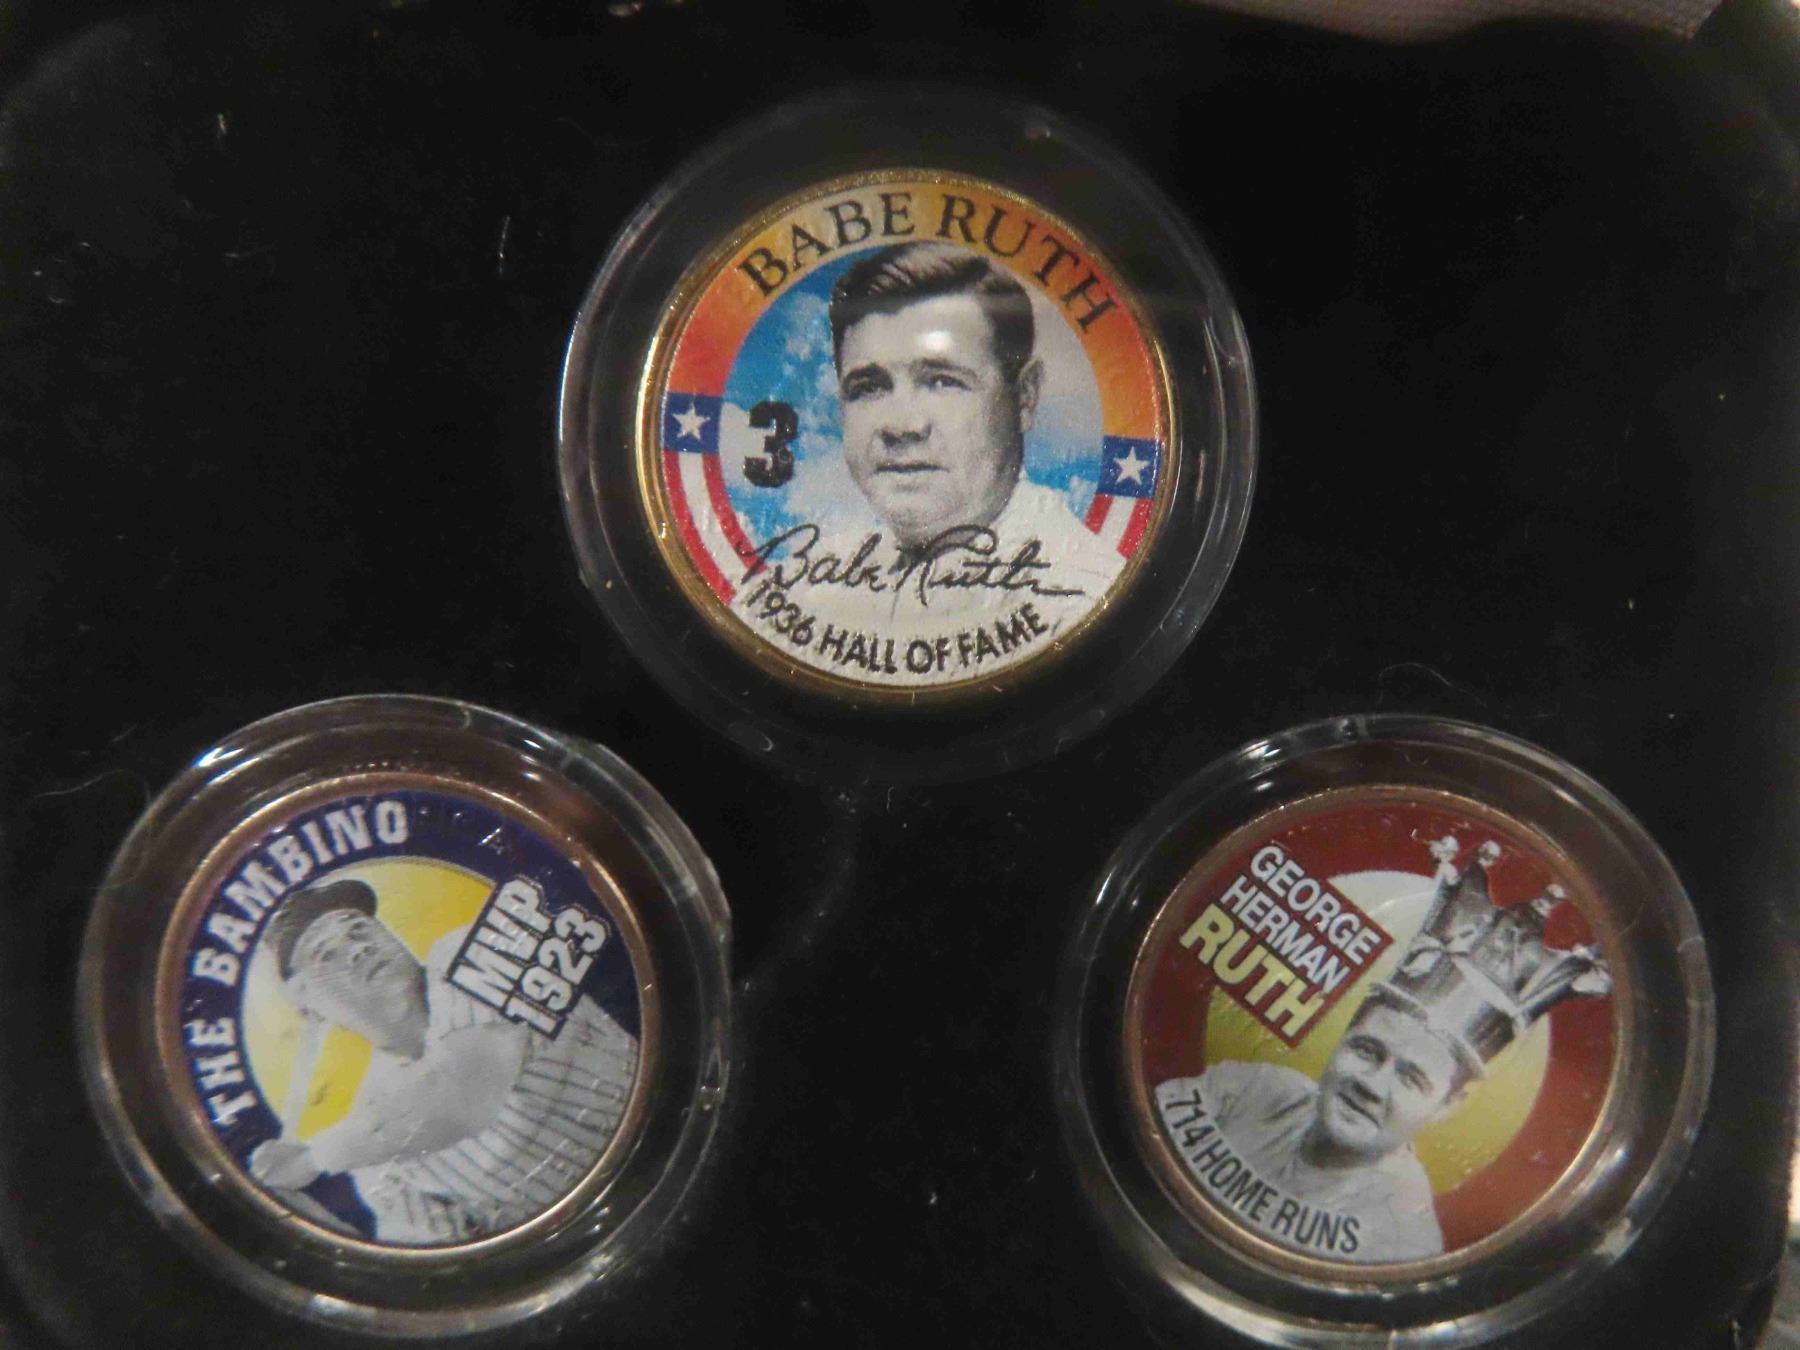 BABE RUTH
3
Babe Ruth
1936 HALL OF FAME
THE BAMBINO
MVP
1923
GEORGE
HERMAN
RUTH
714 HOME RUNS